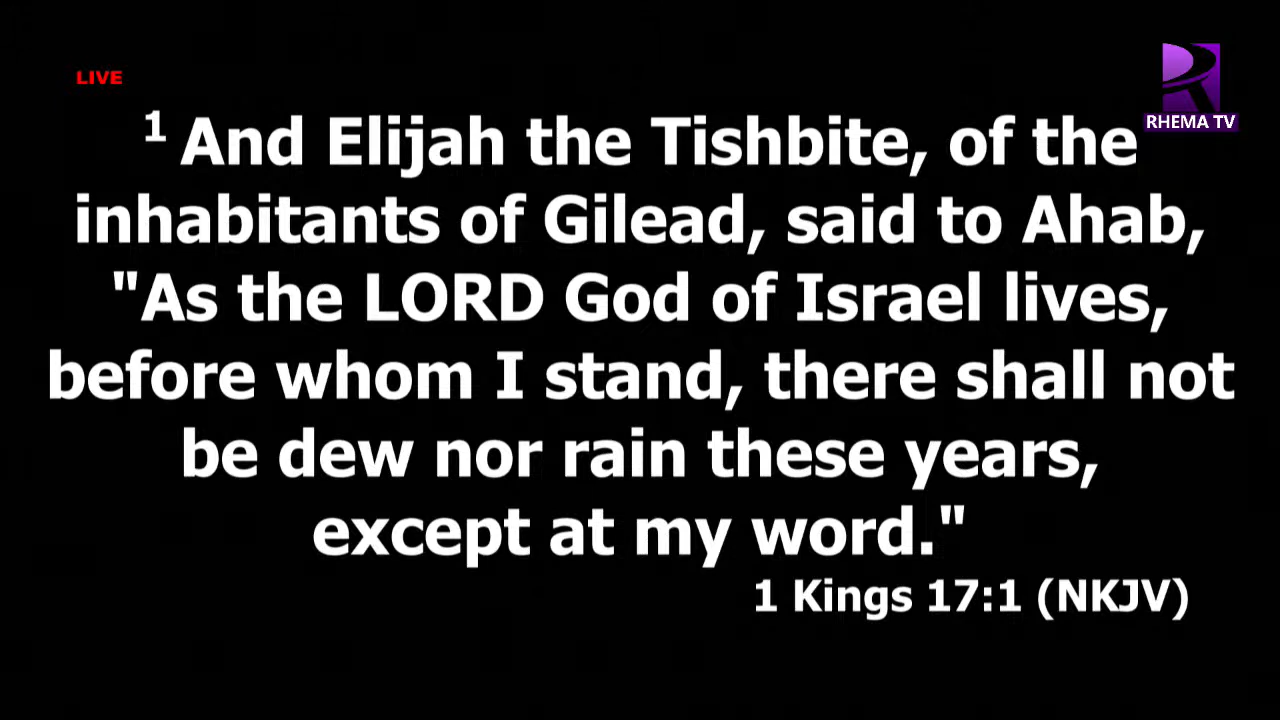 LIVE
RHEMA TV
1 And Elijah the Tishbite, of the
inhabitants of Gilead, said to Ahab,
"As the LORD God of Israel lives,
before whom I stand, there shall not
be dew nor rain these years,
except at my word."
1 Kings 17:1 (NKJV)